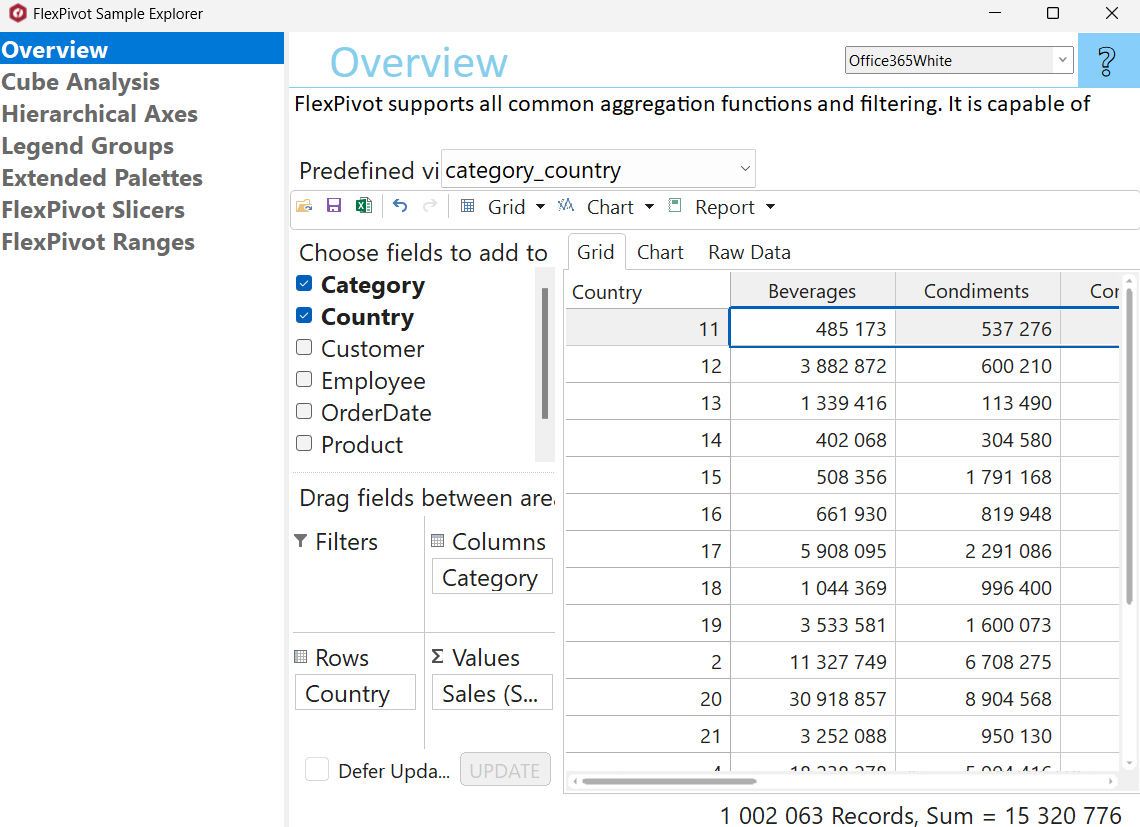 FlexPivot Sample Explorer
Overview
Cube Analysis
Hierarchical Axes
Legend Groups
Extended Palettes
FlexPivot Slicers
FlexPivot Ranges
Overview
Office365White
?
FlexPivot supports all common aggregation functions and filtering. It is capable of
Predefined vi category_country
Grid Chart Report
Choose fields to add to
Category
Country
Customer
Employee
OrderDate
Product
Drag fields between area
Filters
Columns
Category
Rows
Σ Values
Country
Sales (S...
Defer Upda... UPDATE
Grid Chart Raw Data
Country Beverages Condiments Cor
11 485 173 537 276
12 3 882 872 600 210
13 1 339 416 113 490
14 402 068 304 580
15 508 356 1 791 168
16 661 930 819 948
17 5 908 095 2 291 086
18 1 044 369 996 400
19 3 533 581 1 600 073
2 11 327 749 6 708 275
20 30 918 857 8 904 568
21 3 252 088 950 130
1 002 063 Records, Sum = 15 320 776